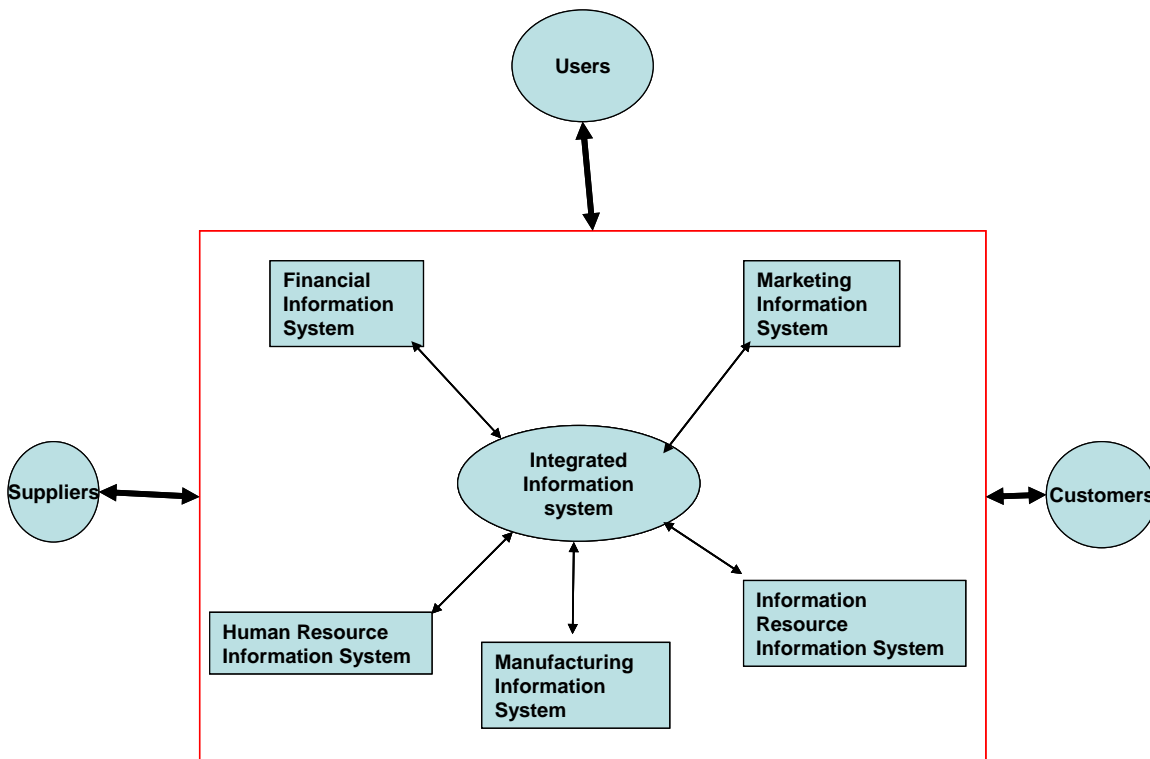 Users
Financial
Information
System
Marketing
Information
System
Suppliers
Integrated
Information
system
Customers
Human Resource
Information System
Manufacturing
Information
System
Information
Resource
Information System